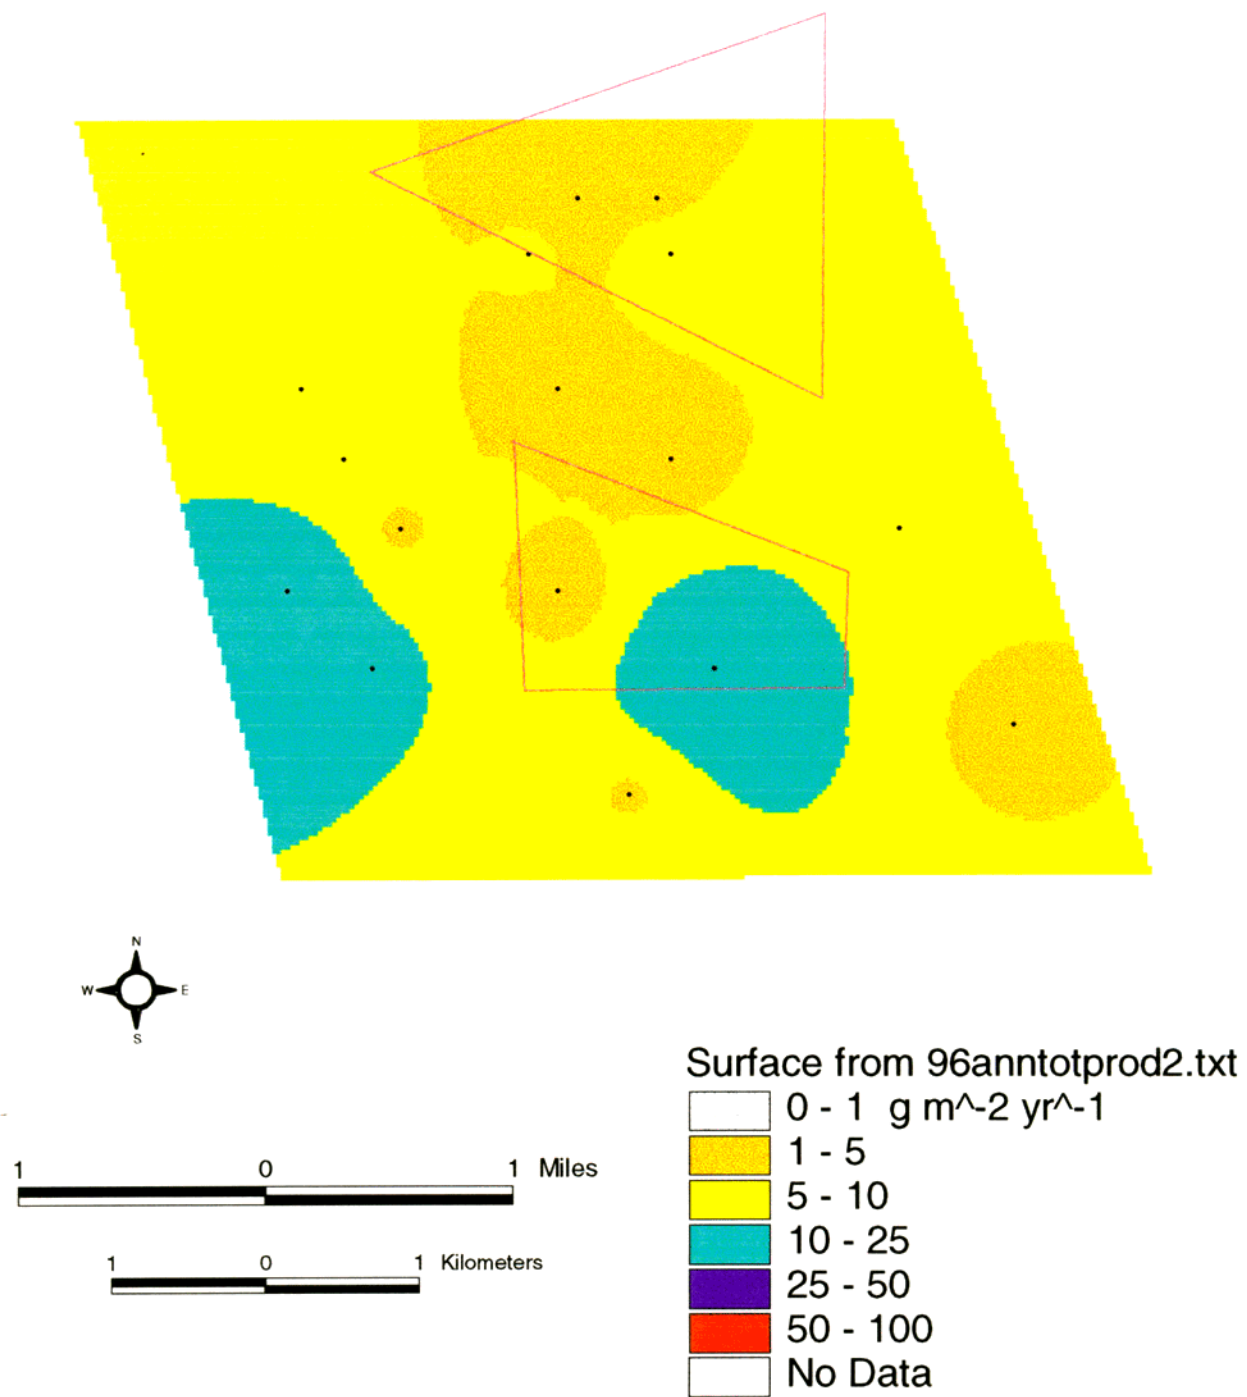 N
W E
S
Surface from 96anntotprod2.txt
0 - 1 g m^-2 yr^-1
1 - 5
5 - 10
10 - 25
25 - 50
50 - 100
No Data
1 0 1 Miles
1 0 1 Kilometers